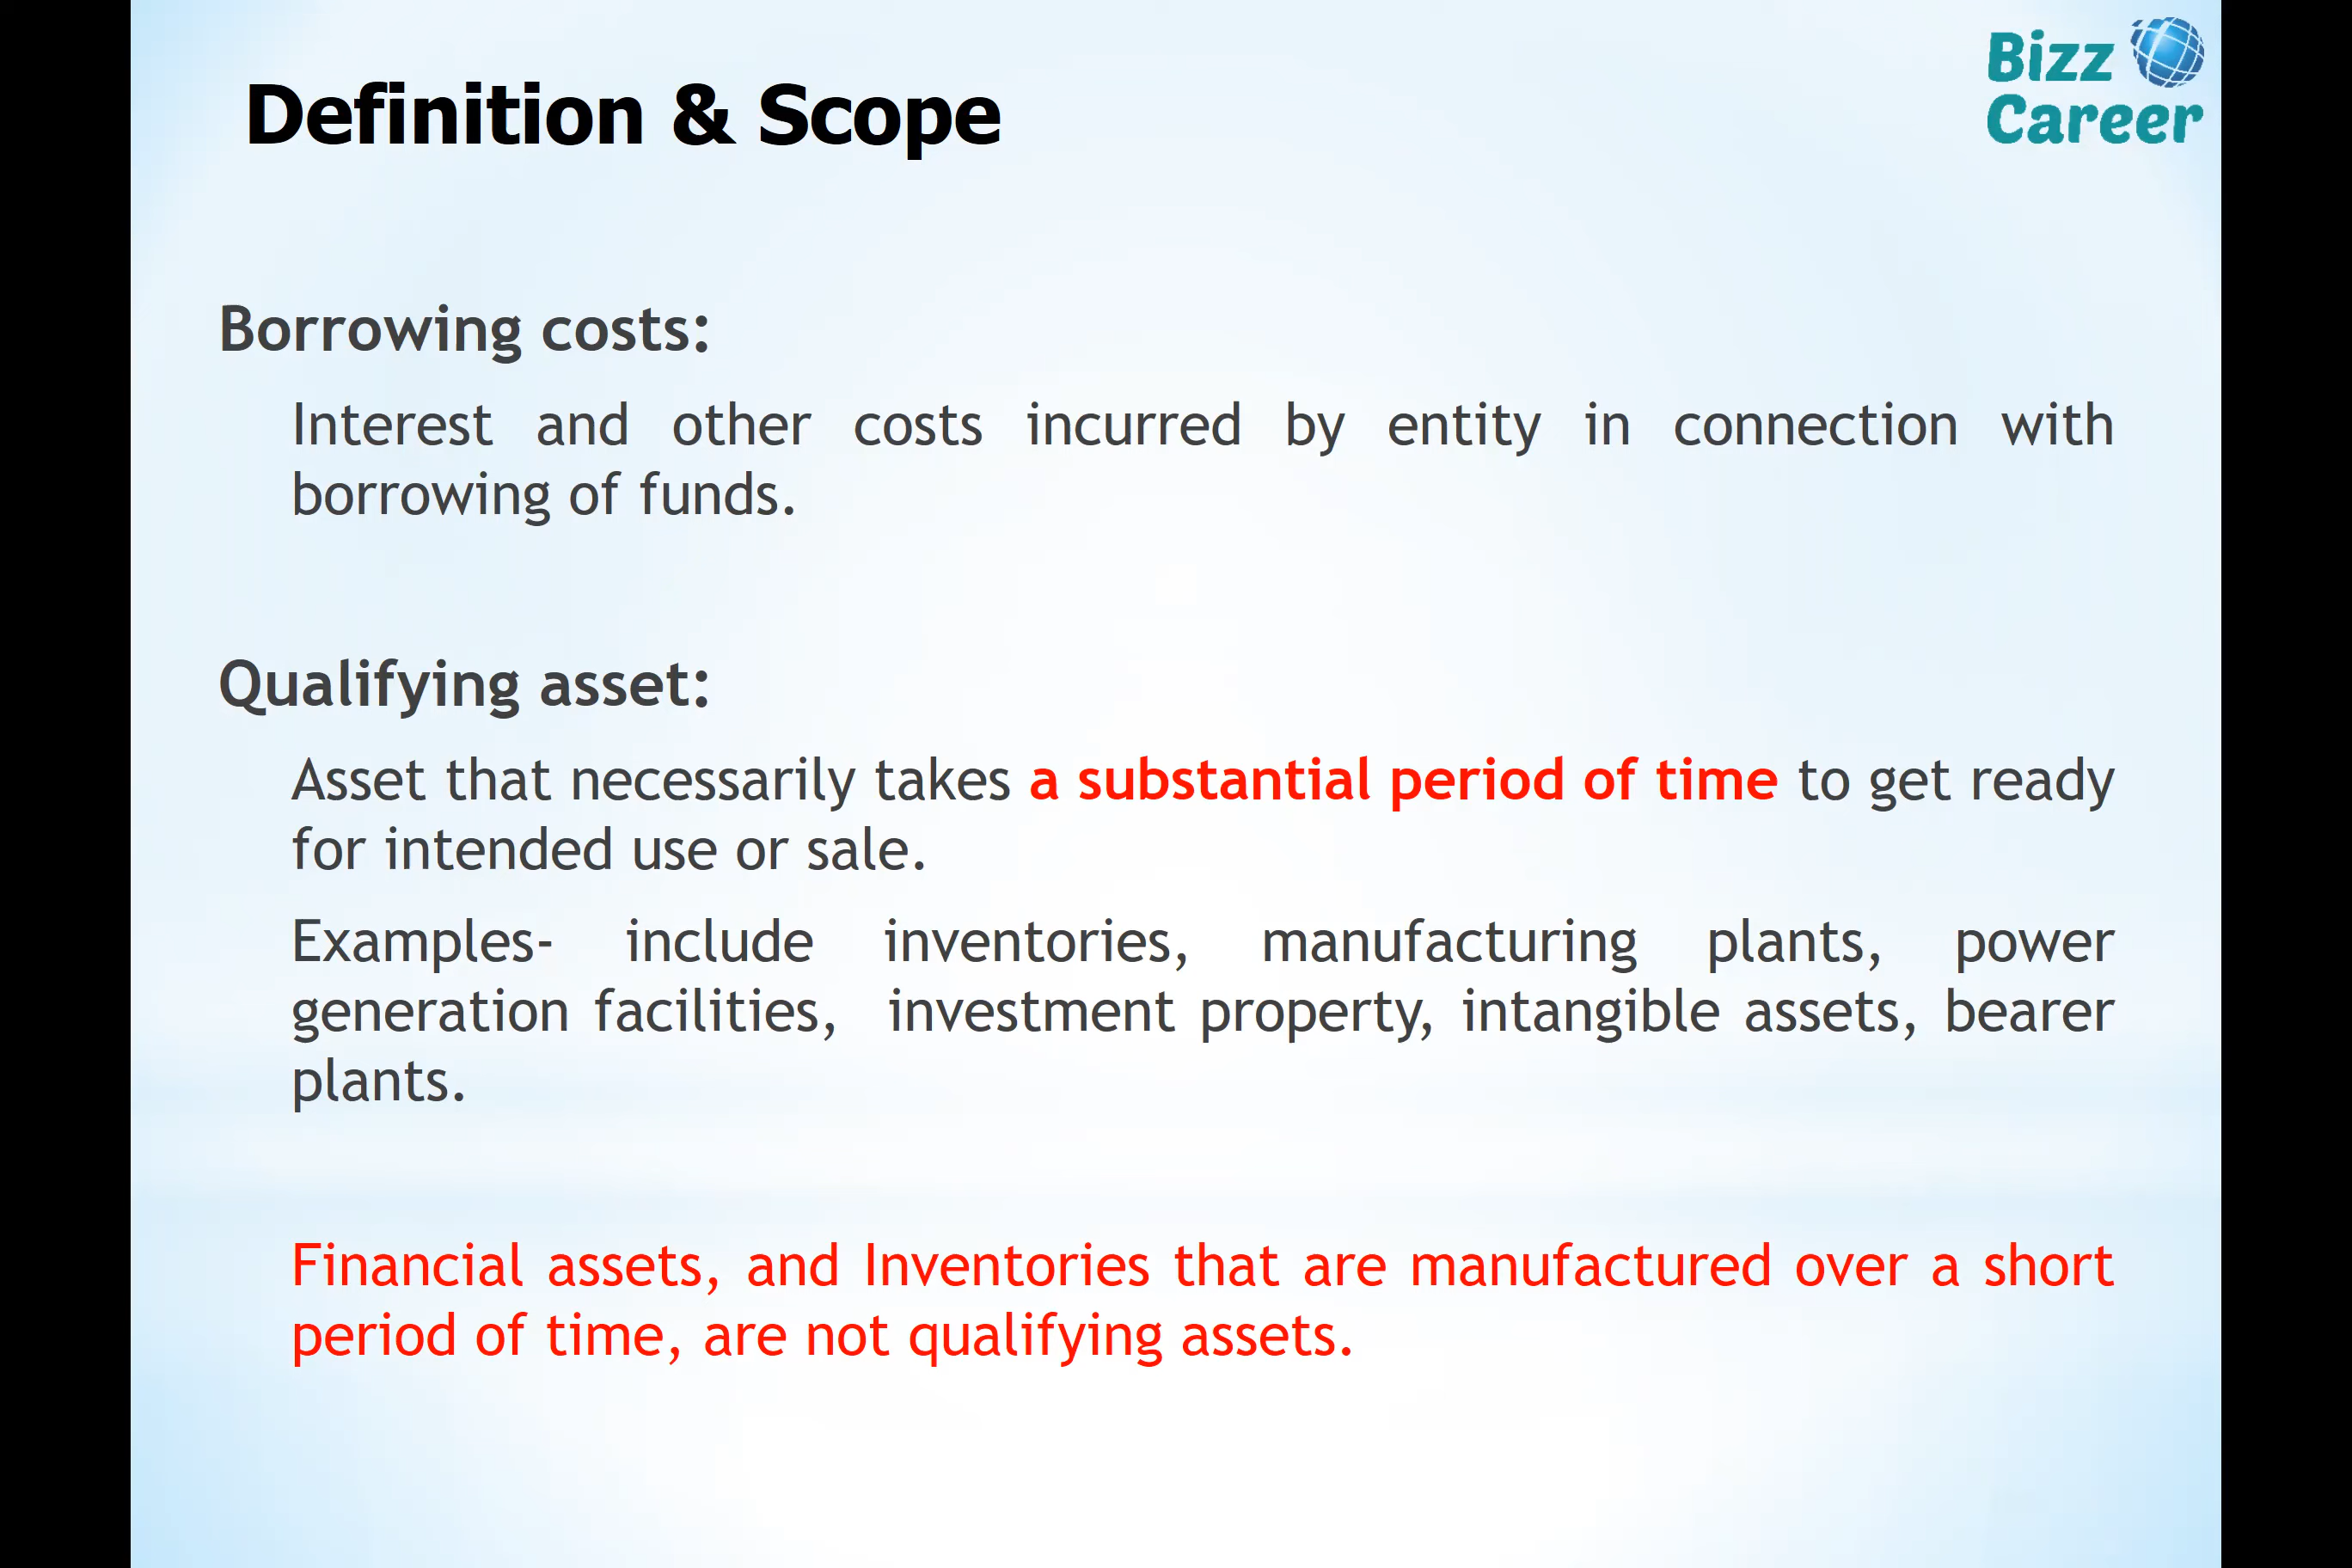 Definition & Scope
Bizz
Career
Borrowing costs:
Interest and other costs incurred by entity in connection with
borrowing of funds.
Qualifying asset:
Asset that necessarily takes a substantial period of time to get ready
for intended use or sale.
Examples- include inventories, manufacturing plants, power
generation facilities, investment property, intangible assets, bearer
plants.
Financial assets, and Inventories that are manufactured over a short
period of time, are not qualifying assets.